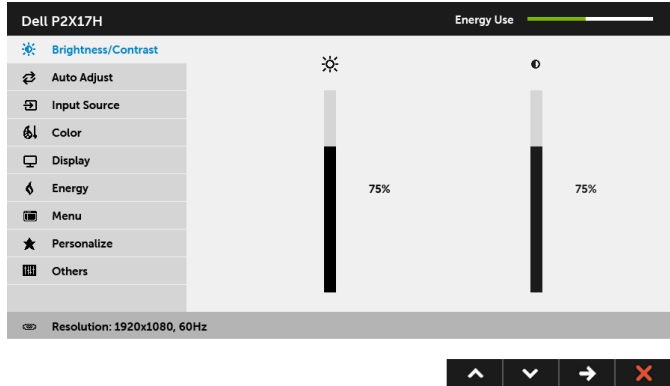 Dell P2X17H
Energy Use
Brightness/Contrast
Auto Adjust
Input Source
Color
Display
Energy
Menu
Personalize
Others
75%
75%
Resolution: 1920x1080, 60Hz